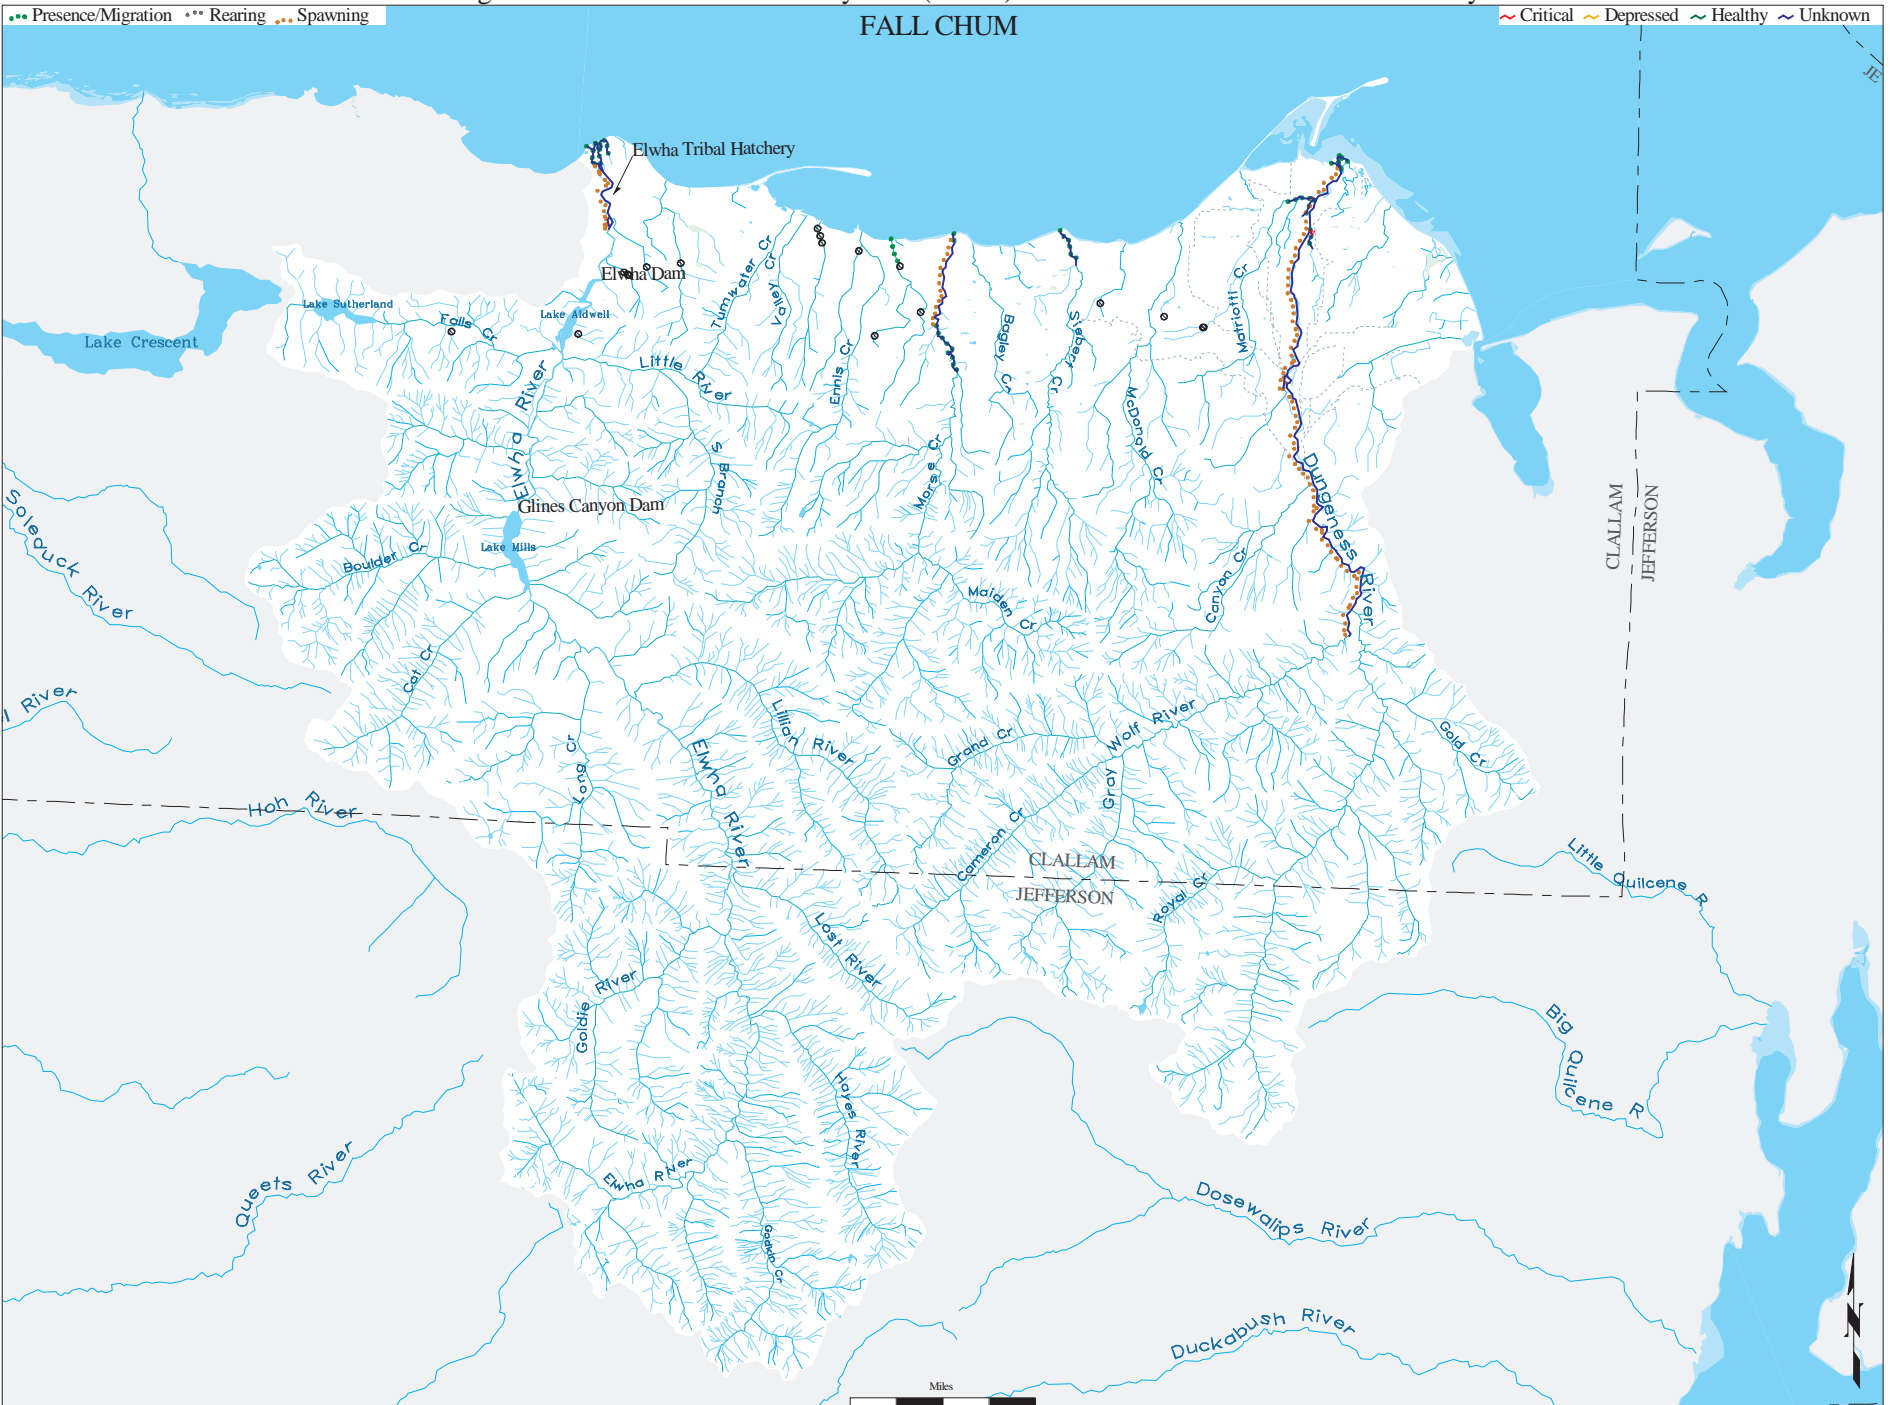 Presence/Migration Rearing Spawning
FALL CHUM
Critical Depressed Healthy Unknown
JE
Elwha Tribal Hatchery
Elwha Dam
Tumwater Cr
Valley Cr
Lake Sutherland
Lake Aldwell
Falls Cr
Lake Crescent
Little River
Ennis Cr
Bagley Cr
Siebert Cr
Matriotti Cr
McDonald Cr
Elwha River
S Branch
Morse Cr
Glines Canyon Dam
Lake Mills
Boulder Cr
Soleduck River
Dungeness River
CLALLAM
JEFFERSON
Canyon Cr
Maiden Cr
Cat Cr
l River
Lillian River
Elwha River
Grand Cr
Wolf River
Gray
Gold Cr
Long Cr
Hoh River
Cameron Cr
CLALLAM
JEFFERSON
Royal Cr
Little Quilcene R
Lost River
Goldie River
Big Quilcene R
Hayes River
Elwha River
Queets River
Godkin Cr
Dosewalips River
Duckabush River
N
Miles